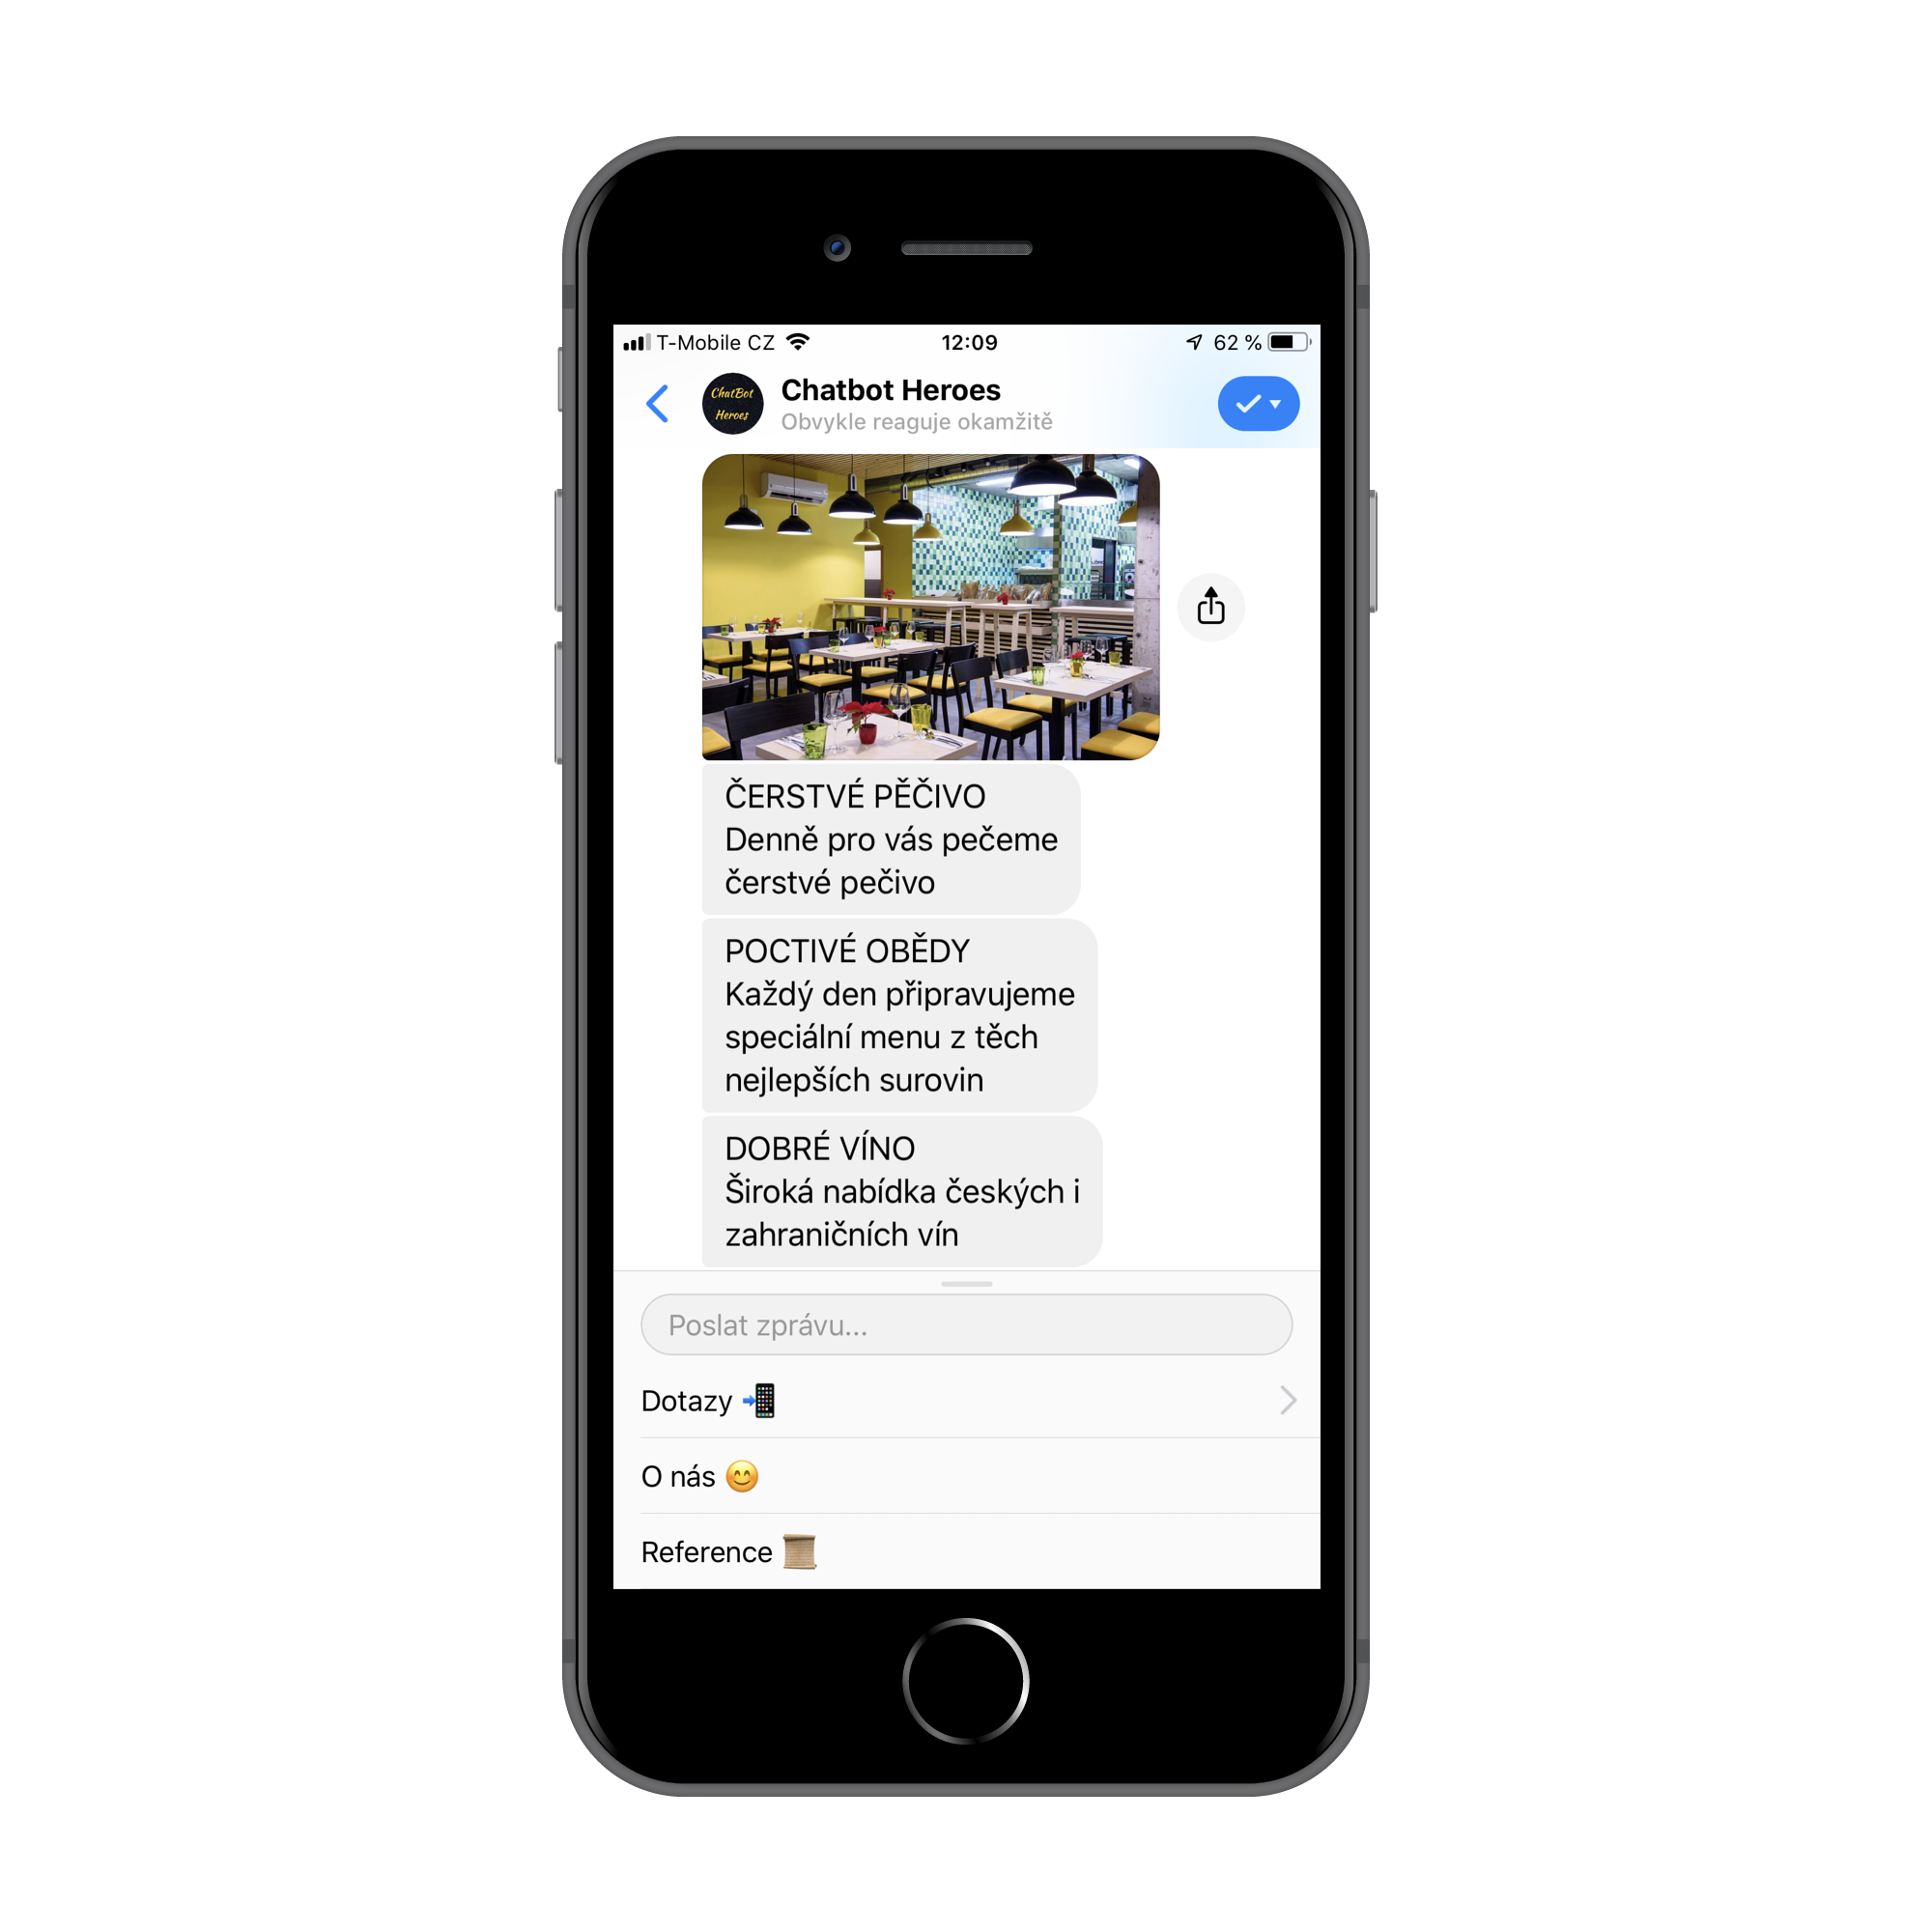 T-Mobile CZ 12:09 62 %
ChatBot
Heroes
Chatbot Heroes
Obvykle reaguje okamžitě
ČERSTVÉ PĚČIVO
Denně pro vás pečeme
čerstvé pečivo
POCTIVÉ OBĚDY
Každý den připravujeme
speciální menu z těch
nejlepších surovin
DOBRÉ VÍNO
Široká nabídka českých i
zahraničních vín
Poslat zprávu...
Dotazy 📲
O nás 😊
Reference 📜